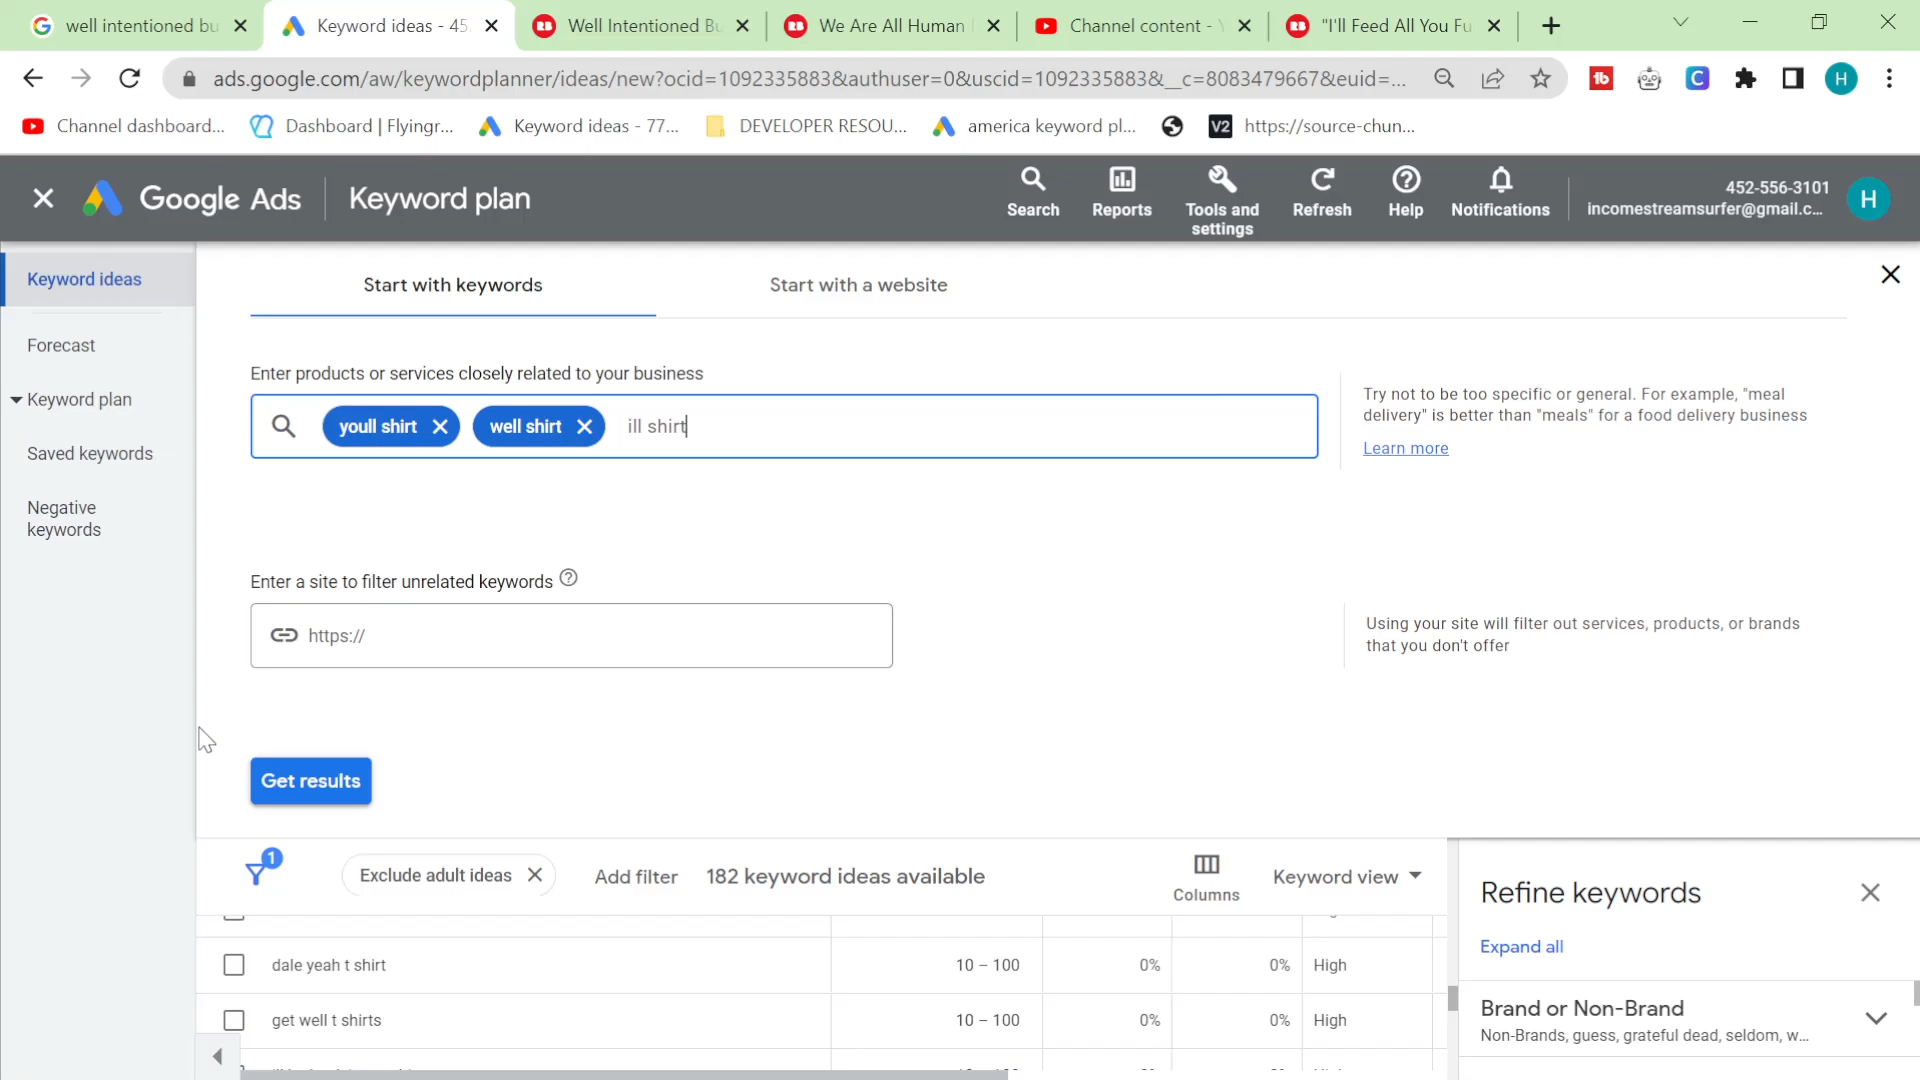 well intentioned bu
Keyword ideas - 45
Well Intentioned Bu
We Are All Human
Channel content - Y
"I'll Feed All You Fu
ads.google.com/aw/keywordplanner/ideas/new?ocid=1092335883&authuser=0&uscid=1092335883&__c=8083479667&euid=...
Channel dashboard...
Dashboard | Flyingr...
Keyword ideas - 77...
DEVELOPER RESOU...
america keyword pl...
V2 https://source-chun...
Google Ads
Keyword plan
Search
Reports
Tools and
settings
Refresh
Help
Notifications
452-556-3101
incomestreamsurfer@gmail.c...
H
Keyword ideas
Forecast
Keyword plan
Saved keywords
Negative
keywords
Start with keywords
Start with a website
Enter products or services closely related to your business
youll shirt
well shirt
ill shirt
Try not to be too specific or general. For example, "meal
delivery" is better than "meals" for a food delivery business
Learn more
Enter a site to filter unrelated keywords
https://
Using your site will filter out services, products, or brands
that you don't offer
Get results
1
Exclude adult ideas
Add filter
182 keyword ideas available
Columns
Keyword view
dale yeah t shirt 10 – 100 0% 0% High
get well t shirts 10 – 100 0% 0% High
Refine keywords
Expand all
Brand or Non-Brand
Non-Brands, guess, grateful dead, seldom, w...